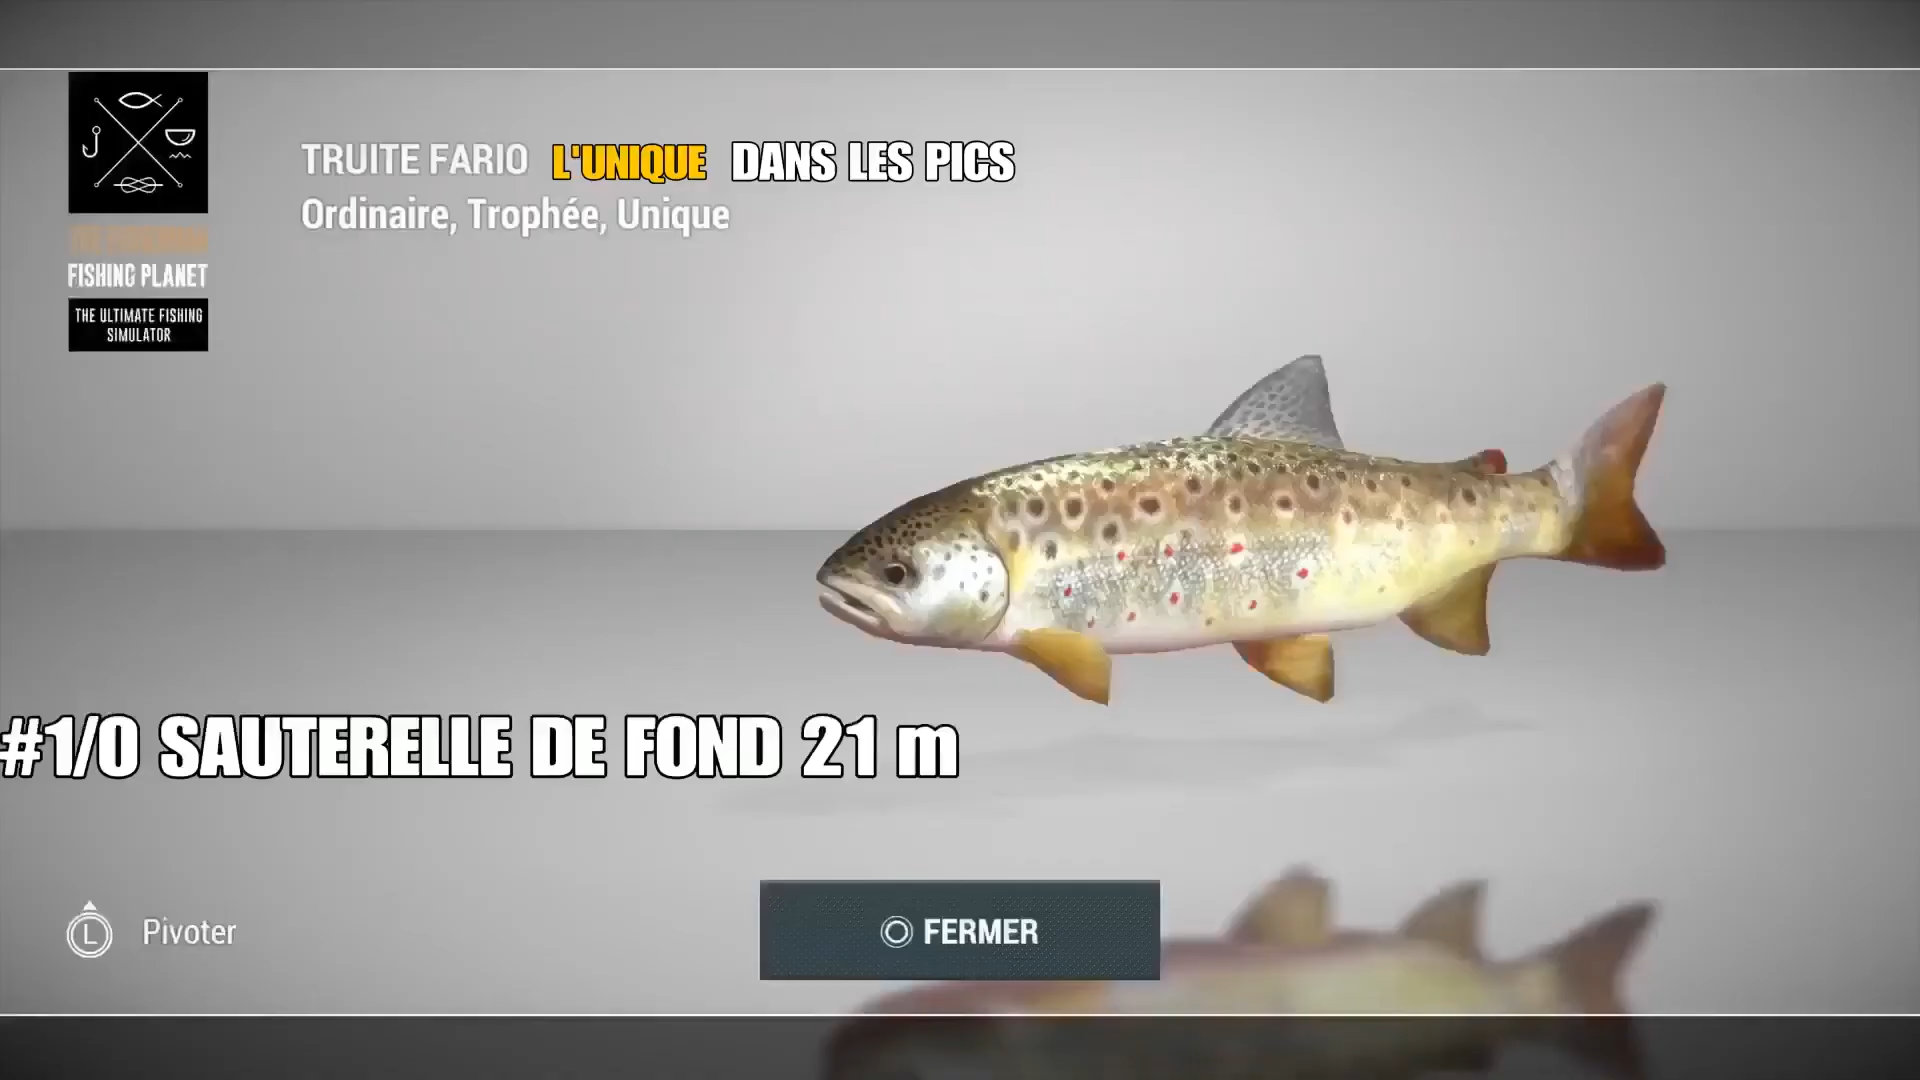 TRUITE FARIO L'UNIQUE DANS LES PICS
Ordinaire, Trophée, Unique
FISHING PLANET
THE ULTIMATE FISHING
SIMULATOR
#1/0 SAUTERELLE DE FOND 21 m
L Pivoter
FERMER